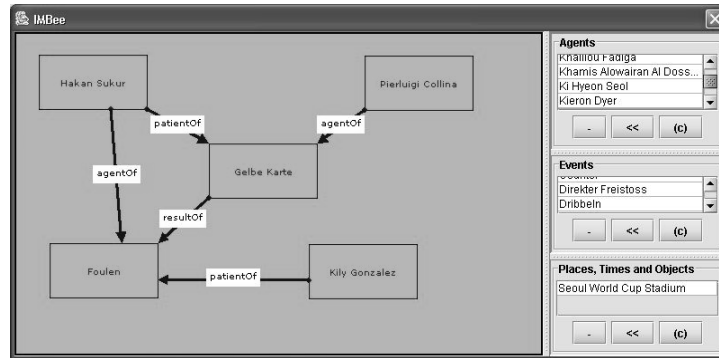 IMBee
Hakan Sukur
Pierluigi Collina
patientOf
agentOf
Gelbe Karte
agentOf
resultOf
Foulen
patientOf
Kily Gonzalez
Agents
Khalilou Fadiga
Khamis Alowairan Al Doss...
Ki Hyeon Seol
Kieron Dyer
- << (c)
Events
Direkter Freistoss
Dribbeln
- << (c)
Places, Times and Objects
Seoul World Cup Stadium
- << (c)